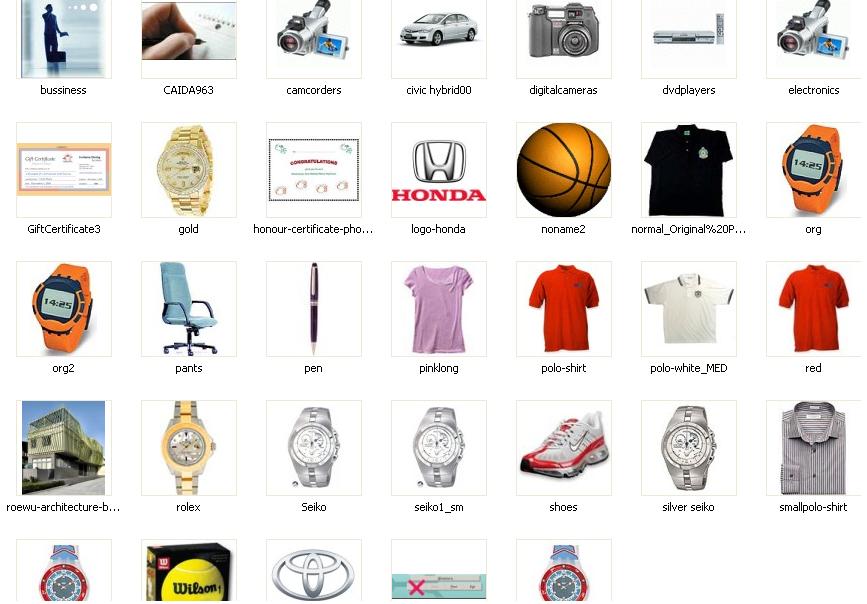 bussiness
CAIDA963
camcorders
civic hybrid00
digitalcameras
dvdplayers
electronics
Gift Certificate
CONGRATULATIONS
HONDA
14:25
GiftCertificate3
gold
honour-certificate-pho...
logo-honda
noname2
normal_Original%20P...
org
14:25
org2
pants
pen
pinklong
polo-shirt
polo-white_MED
red
roewu-architecture-b...
rolex
Seiko
seiko1_sm
shoes
silver seiko
smallpolo-shirt
Wilson